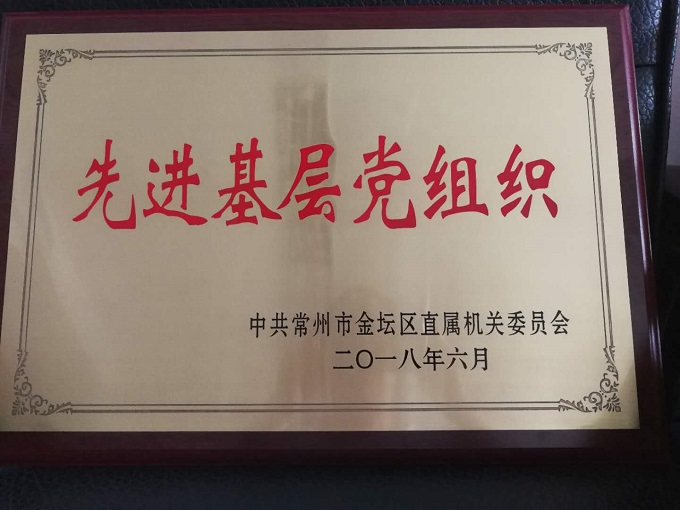 先进基层党组织
中共常州市金坛区直属机关委员会
二〇一八年六月